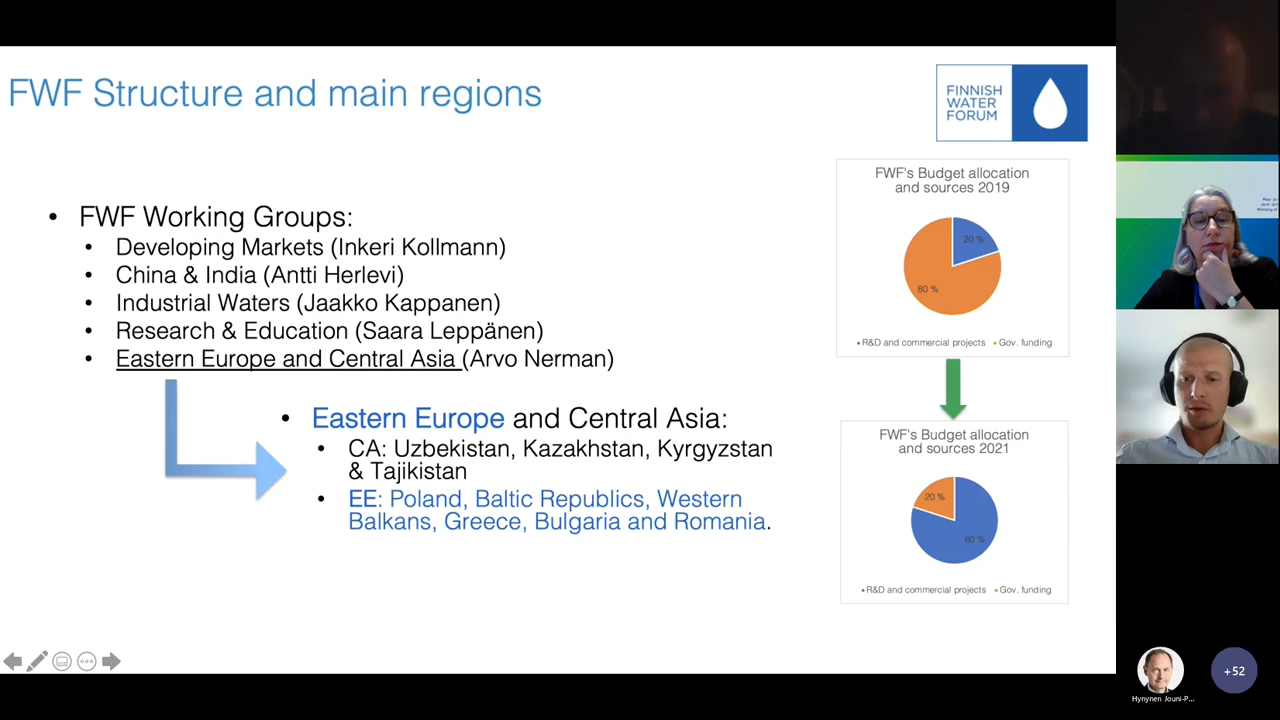 FWF Structure and main regions
FINNISH
WATER
FORUM
• FWF Working Groups:
• Developing Markets (Inkeri Kollmann)
• China & India (Antti Herlevi)
• Industrial Waters (Jaakko Kappanen)
• Research & Education (Saara Leppänen)
• Eastern Europe and Central Asia (Arvo Nerman)
• Eastern Europe and Central Asia:
• CA: Uzbekistan, Kazakhstan, Kyrgyzstan
& Tajikistan
• EE: Poland, Baltic Republics, Western
Balkans, Greece, Bulgaria and Romania.
FWF's Budget allocation
and sources 2019
20 %
80 %
R&D and commercial projects Gov. funding
FWF's Budget allocation
and sources 2021
20 %
80 %
R&D and commercial projects Gov. funding
Hynynen Jouni-P...
+52